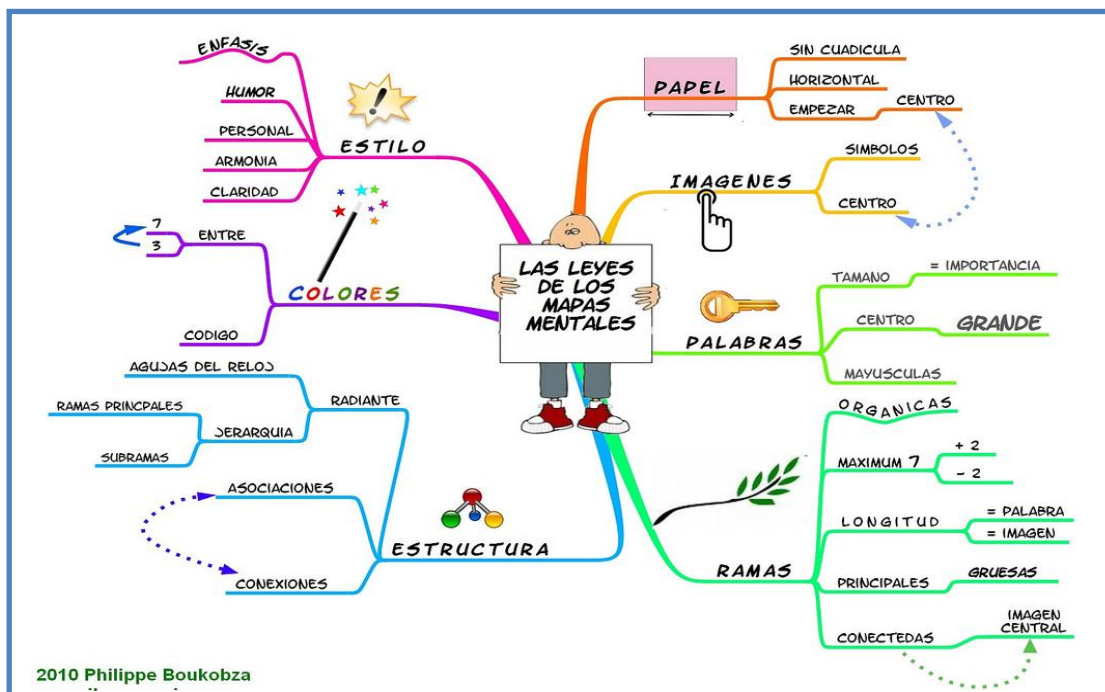 LAS LEYES
DE LOS
MAPAS
MENTALES
PAPEL
SIN CUADICULA
HORIZONTAL
EMPEZAR
CENTRO
IMAGENES
SIMBOLOS
CENTRO
PALABRAS
TAMANO
= IMPORTANCIA
CENTRO
GRANDE
MAYUSCULAS
RAMAS
ORGANICAS
MAXIMUM 7
+ 2
- 2
LONGITUD
= PALABRA
= IMAGEN
PRINCIPALES
GRUESAS
CONECTEDAS
IMAGEN
CENTRAL
ESTRUCTURA
RADIANTE
AGUJAS DEL RELOJ
JERARQUIA
RAMAS PRINCPALES
SUBRAMAS
ASOCIACIONES
CONEXIONES
COLORES
ENTRE
7
3
CODIGO
ESTILO
ENFASIS
HUMOR
PERSONAL
ARMONIA
CLARIDAD
2010 Philippe Boukobza